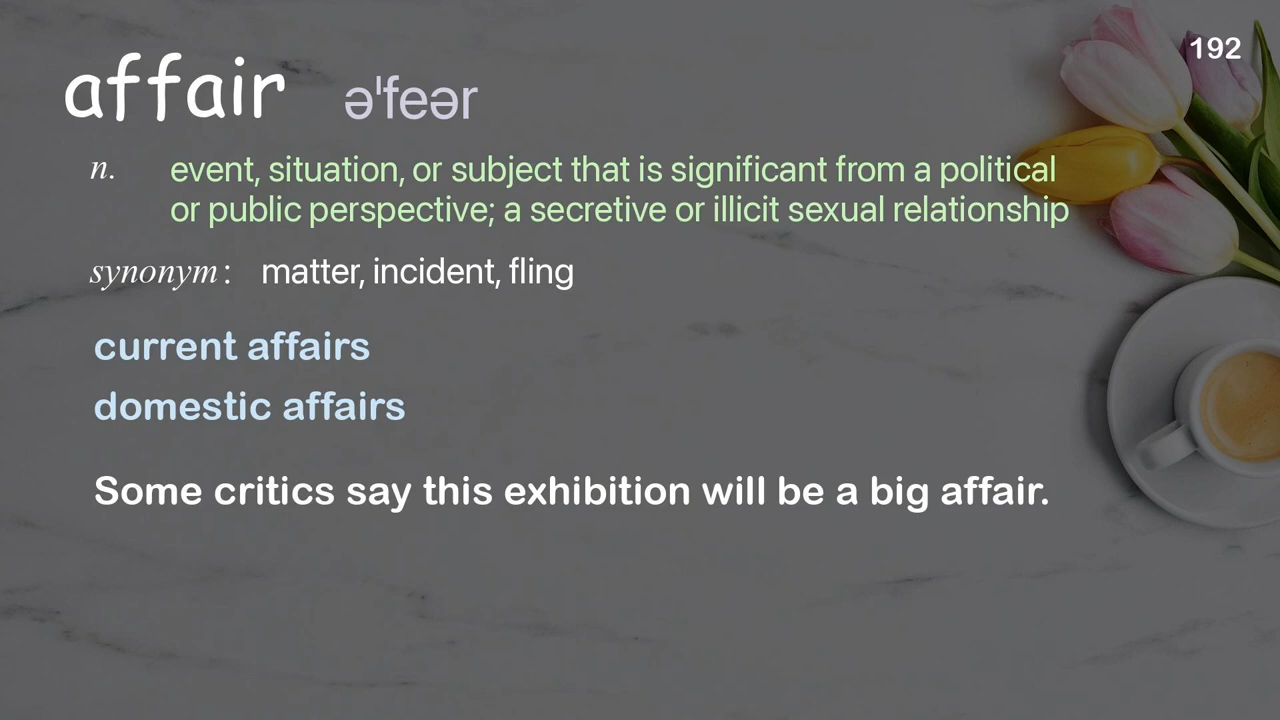 192
affair əˈfeər
n. event, situation, or subject that is significant from a political
or public perspective; a secretive or illicit sexual relationship
synonym: matter, incident, fling
current affairs
domestic affairs
Some critics say this exhibition will be a big affair.